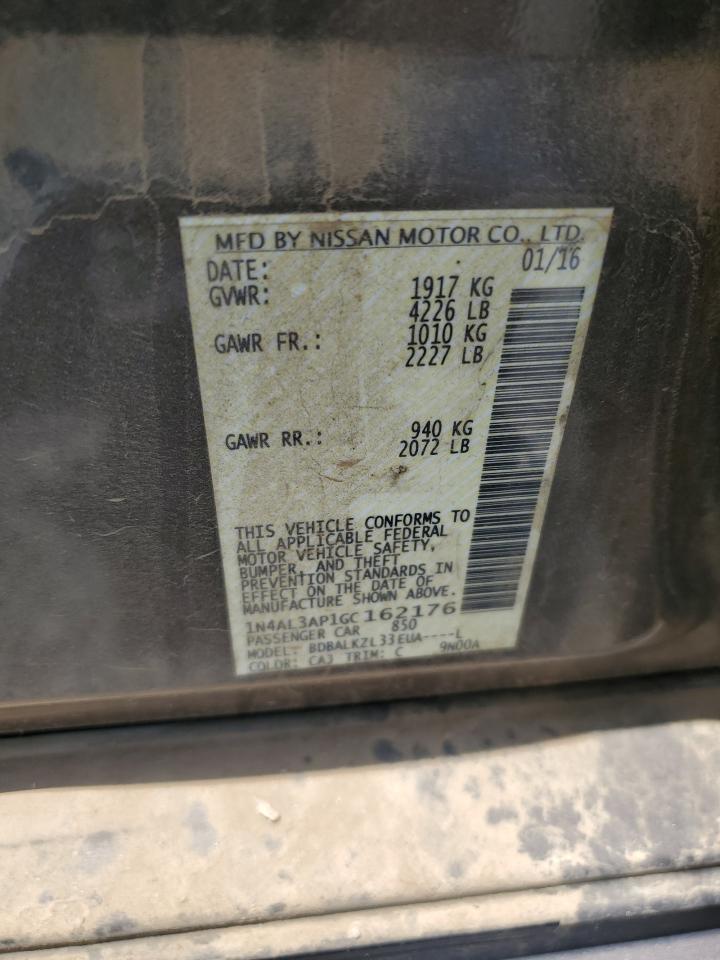 MFD BY NISSAN MOTOR CO., LTD.
DATE: 01/16
GVWR: 1917 KG
4226 LB
GAWR FR.: 1010 KG
2227 LB
GAWR RR.: 940 KG
2072 LB
THIS VEHICLE CONFORMS TO
ALL APPLICABLE FEDERAL
MOTOR VEHICLE SAFETY,
BUMPER, AND THEFT
PREVENTION STANDARDS IN
EFFECT ON THE DATE OF
MANUFACTURE SHOWN ABOVE.
1N4AL3AP1GC162176
PASSENGER CAR 850
MODEL: BDBALKZL33EUA----L
COLOR: CAJ TRIM: C 9N00A